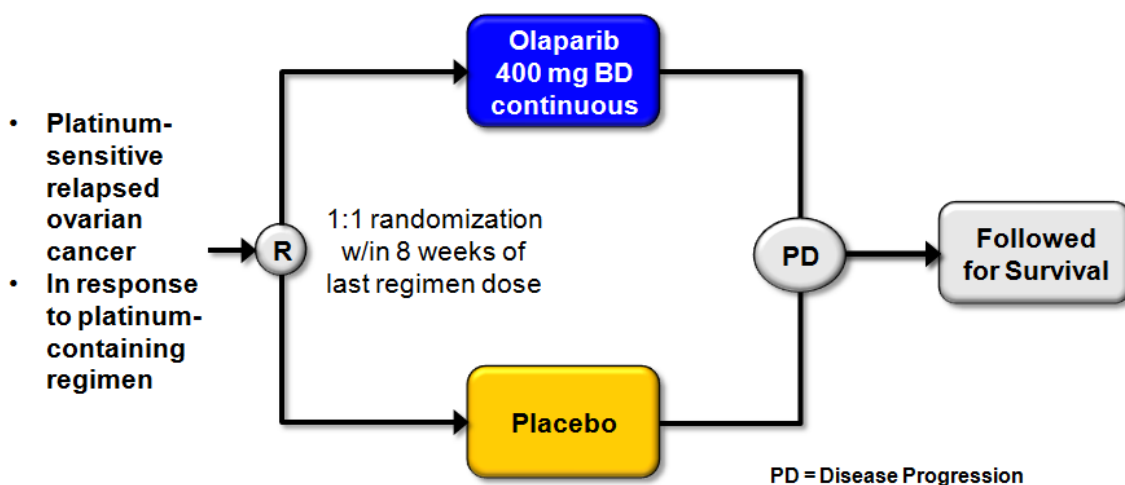 • Platinum-
sensitive
relapsed
ovarian
cancer
• In response
to platinum-
containing
regimen
R
1:1 randomization
w/in 8 weeks of
last regimen dose
Olaparib
400 mg BD
continuous
Placebo
PD
Followed
for Survival
PD = Disease Progression